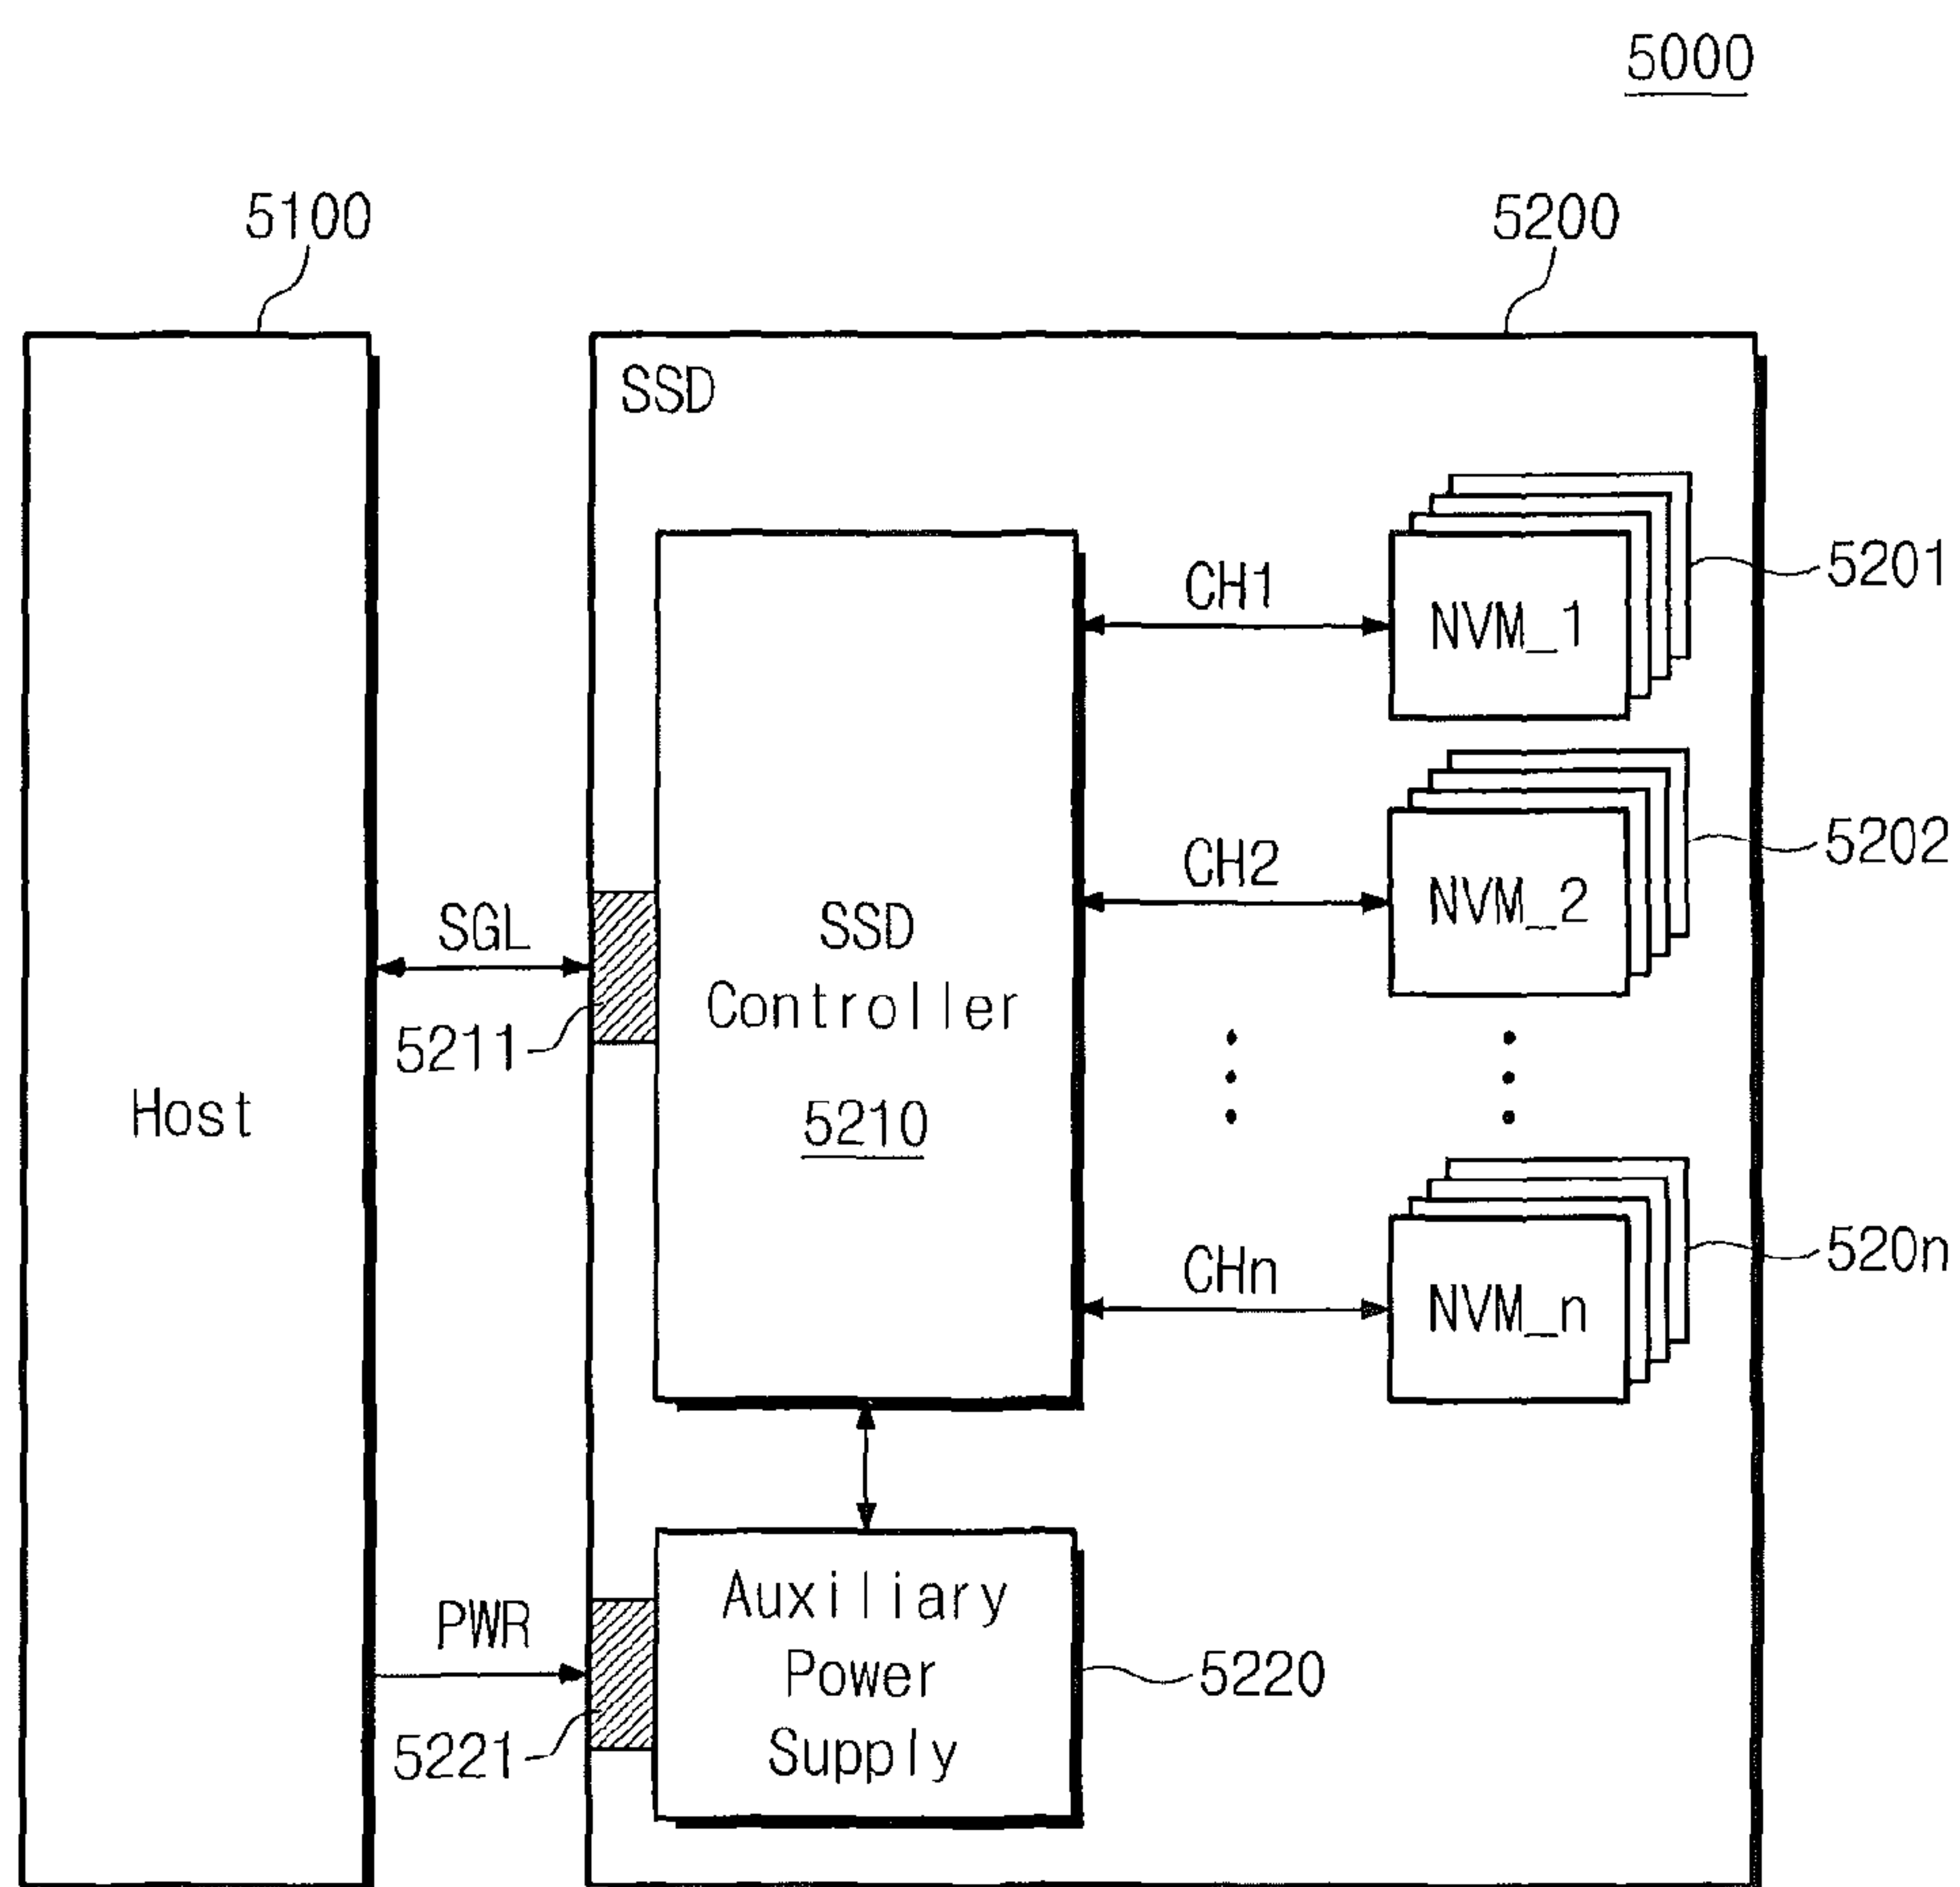 5000
5100
5200
SSD
CH1
NVM_1
5201
CH2
NVM_2
5202
SGL
5211
SSD
Controller
5210
Host
CHn
NVM_n
520n
PWR
5221
Auxiliary
Power
Supply
5220